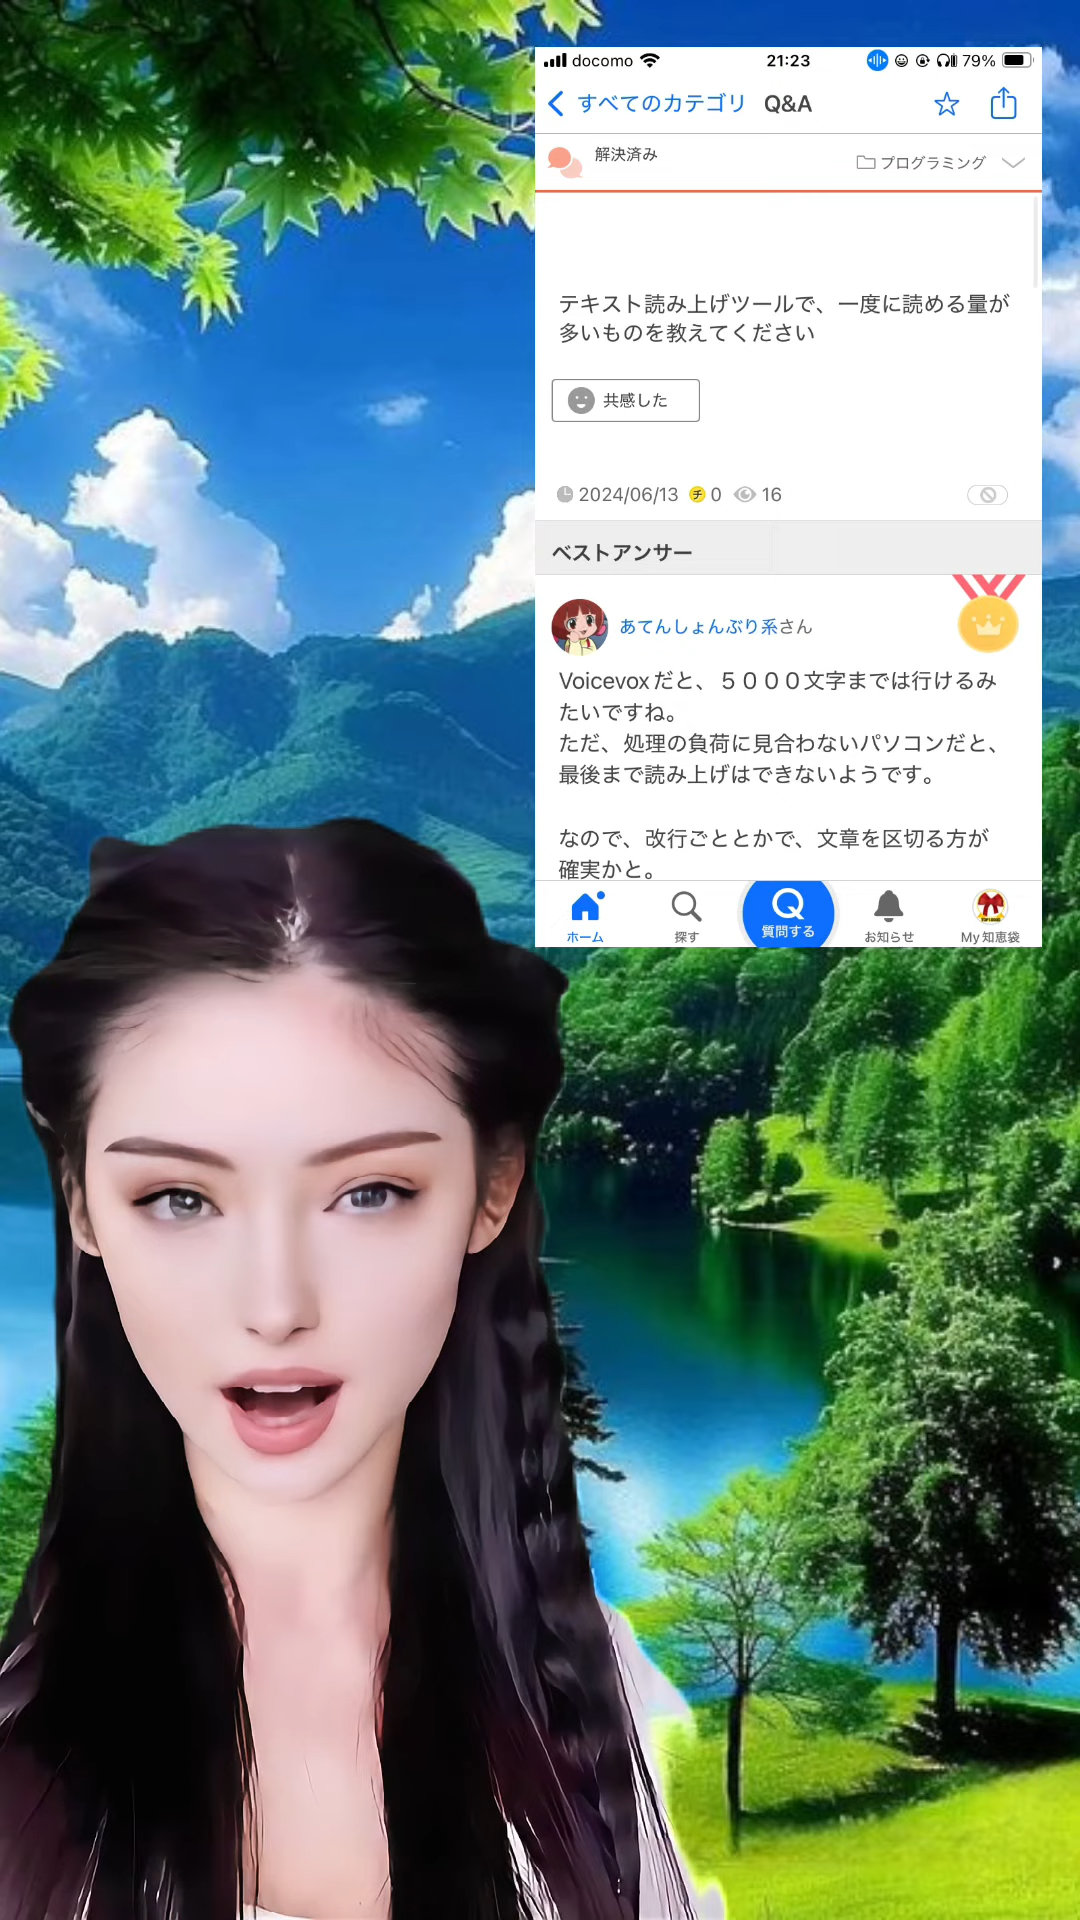 docomo 21:23 79%
すべてのカテゴリ Q&A
解決済み プログラミング
テキスト読み上げツールで、一度に読める量が
多いものを教えてください
共感した
2024/06/13 チ 0 16
ベストアンサー
あてんしょんぶり系さん
Voicevoxだと、５０００文字までは行けるみ
たいですね。
ただ、処理の負荷に見合わないパソコンだと、
最後まで読み上げはできないようです。
なので、改行ごととかで、文章を区切る方が
確実かと。
Q
ホーム 探す 質問する お知らせ My知恵袋